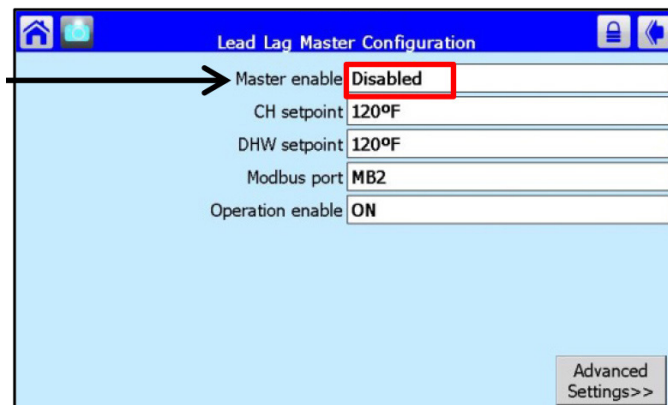 Lead Lag Master Configuration
Master enable Disabled
CH setpoint 120ºF
DHW setpoint 120ºF
Modbus port MB2
Operation enable ON
Advanced
Settings>>